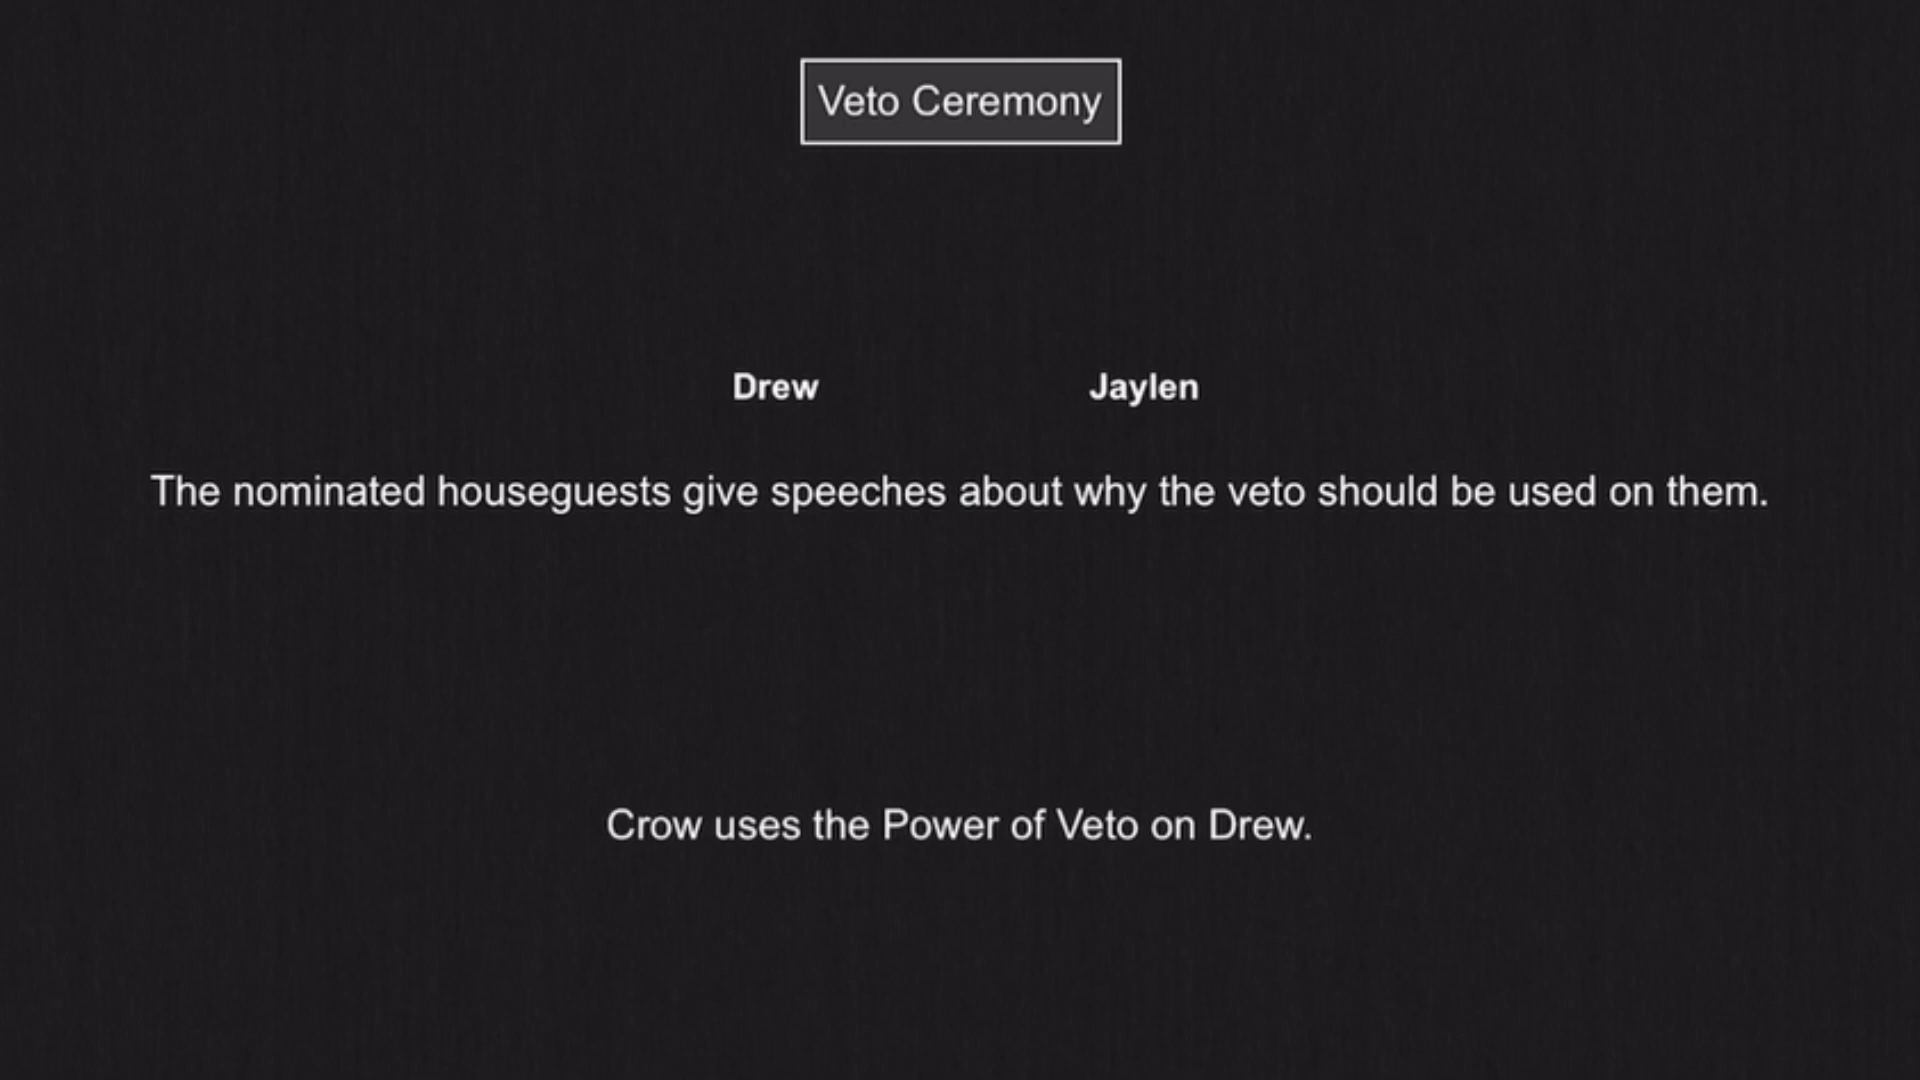 Veto Ceremony
Drew Jaylen
The nominated houseguests give speeches about why the veto should be used on them.
Crow uses the Power of Veto on Drew.